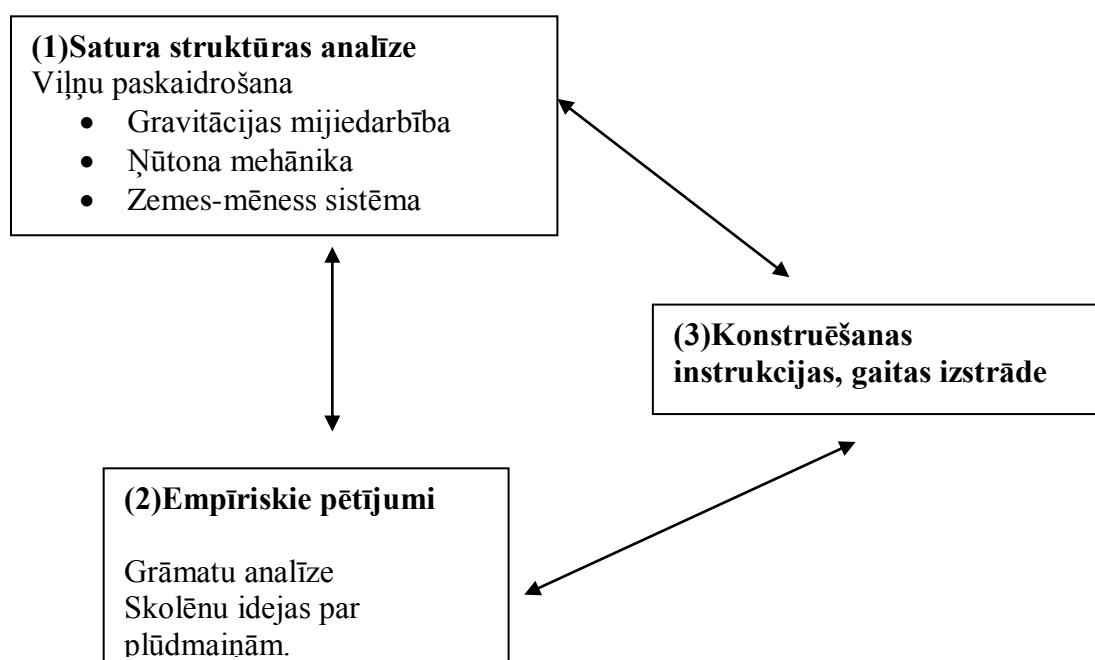 (1)Satura struktūras analīze
Viļņu paskaidrošana
• Gravitācijas mijiedarbība
• Ņūtona mehānika
• Zemes-mēness sistēma
(3)Konstruēšanas
instrukcijas, gaitas izstrāde
(2)Empīriskie pētījumi
Grāmatu analīze
Skolēnu idejas par
plūdmaiņām.